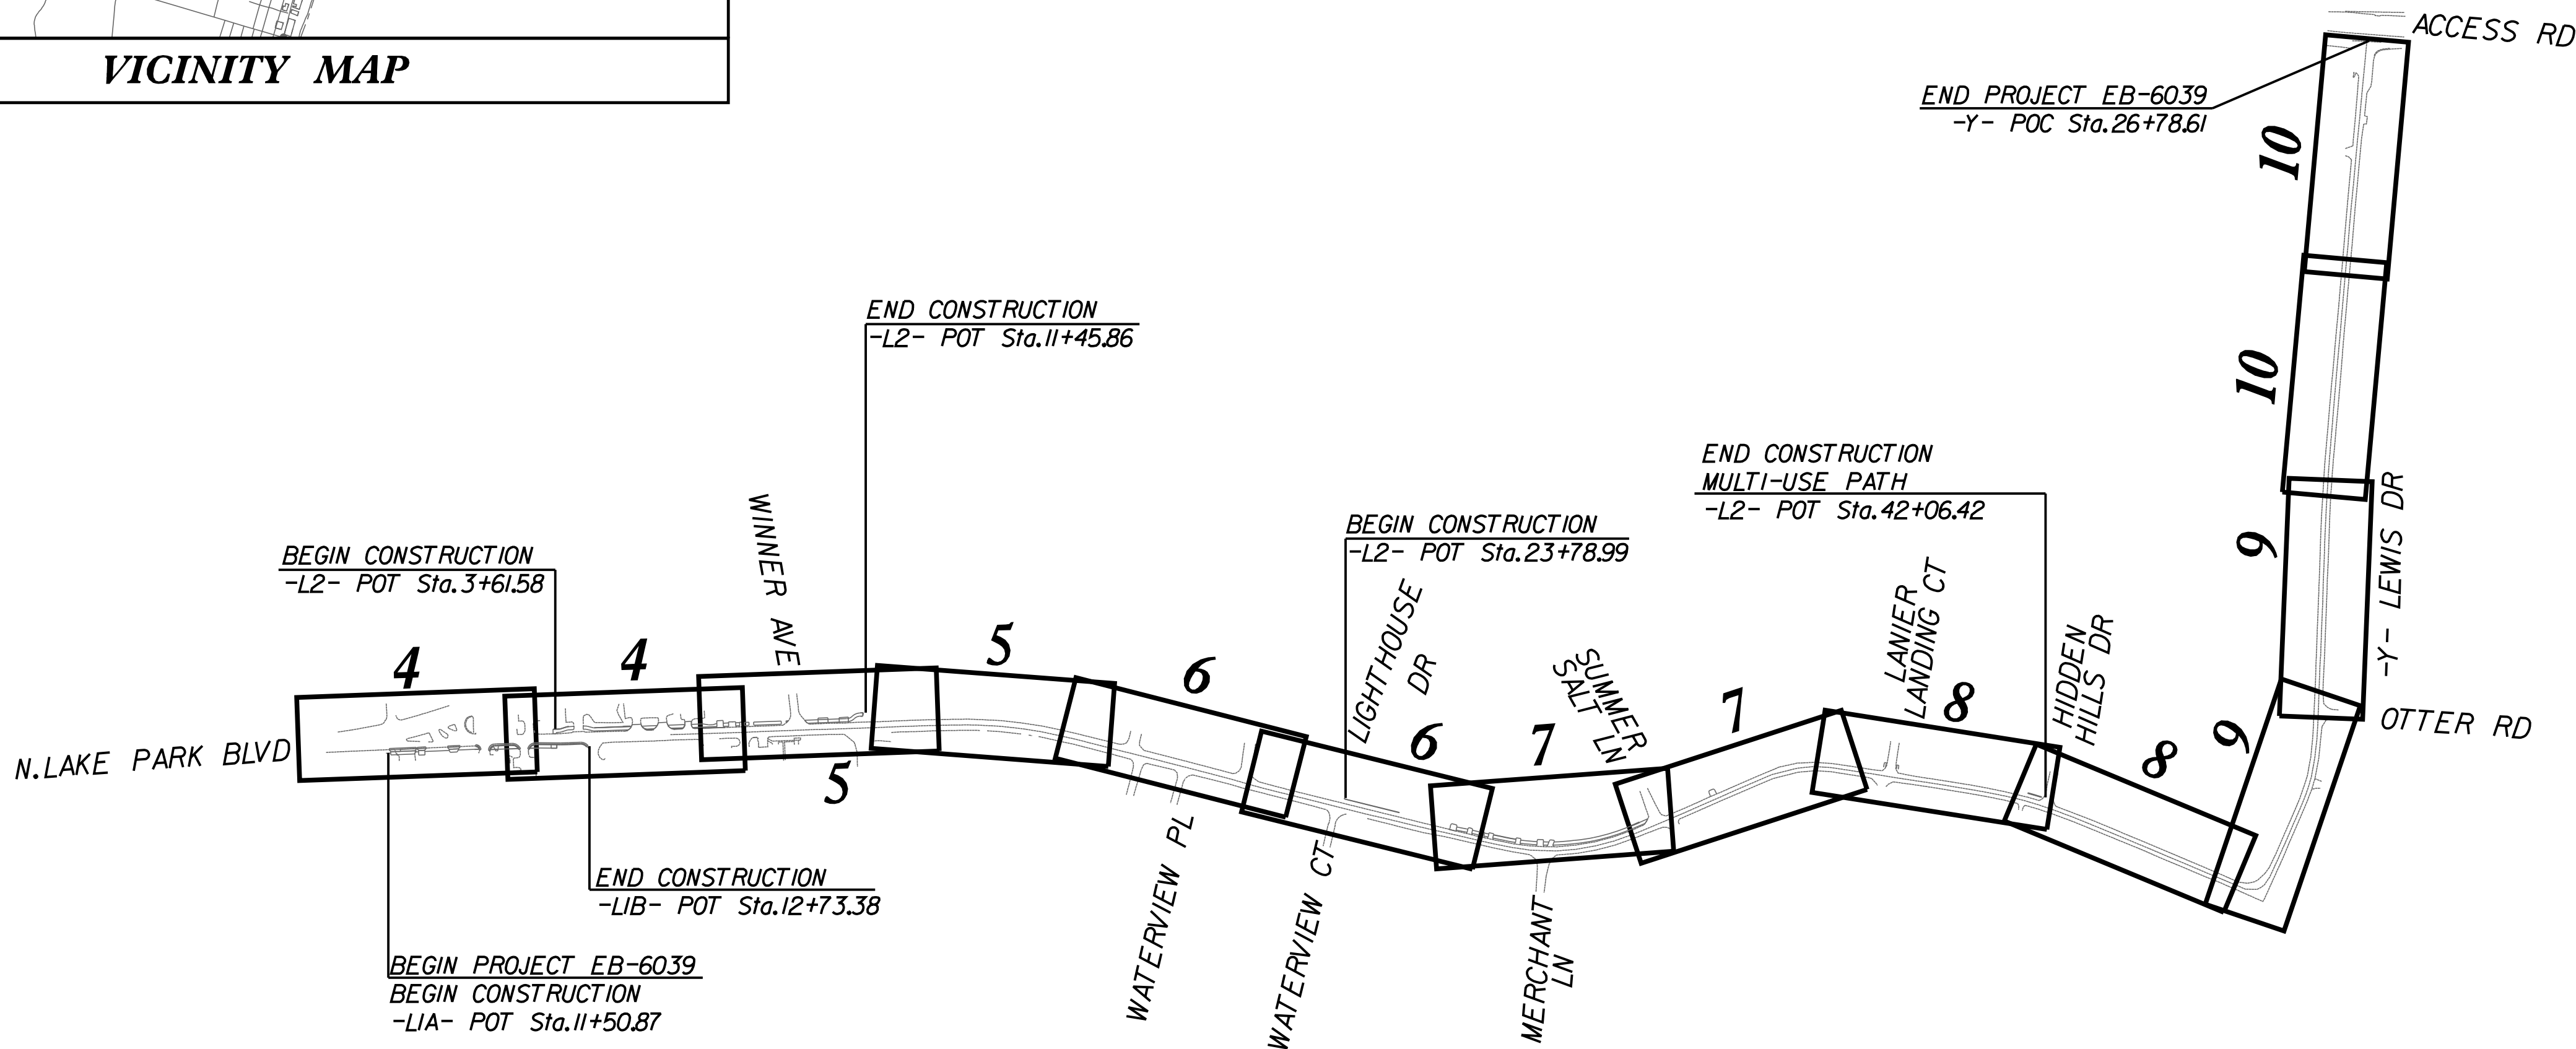 VICINITY MAP
ACCESS RD
END PROJECT EB-6039
-Y- POC Sta.26+78.61
10
10
END CONSTRUCTION
-L2- POT Sta.11+45.86
END CONSTRUCTION
MULTI-USE PATH
-L2- POT Sta.42+06.42
-Y- LEWIS DR
9
BEGIN CONSTRUCTION
-L2- POT Sta.23+78.99
BEGIN CONSTRUCTION
-L2- POT Sta.3+61.58
WINNER AVE
LIGHTHOUSE
DR
SUMMER
SALT LN
LANIER
LANDING CT
HIDDEN
HILLS DR
4
4
5
6
7
8
9
OTTER RD
N.LAKE PARK BLVD
5
6
7
8
WATERVIEW PL
WATERVIEW CT
MERCHANT
LN
END CONSTRUCTION
-L1B- POT Sta.12+73.38
BEGIN PROJECT EB-6039
BEGIN CONSTRUCTION
-L1A- POT Sta.11+50.87